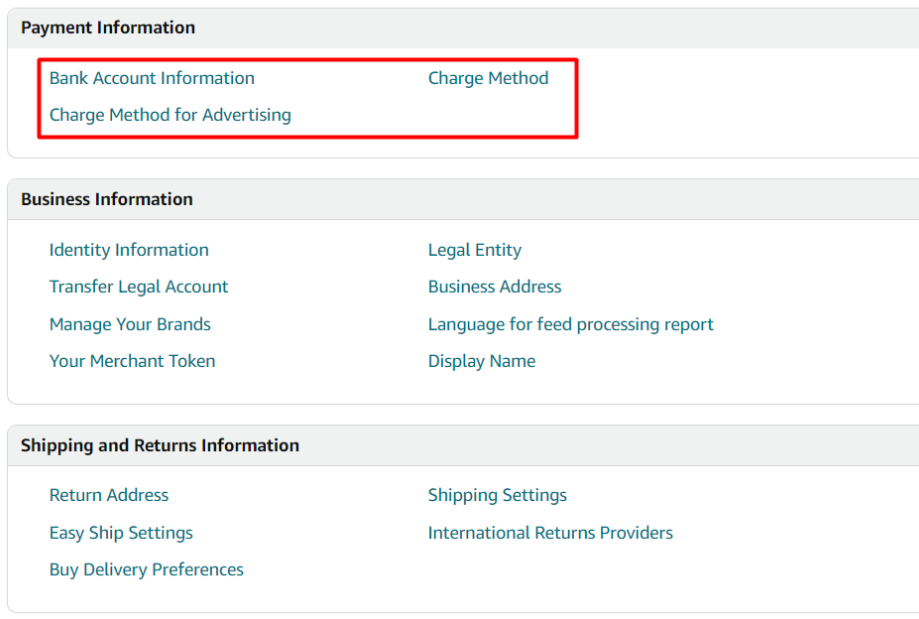 Payment Information
Bank Account Information
Charge Method
Charge Method for Advertising
Business Information
Identity Information
Legal Entity
Transfer Legal Account
Business Address
Manage Your Brands
Language for feed processing report
Your Merchant Token
Display Name
Shipping and Returns Information
Return Address
Shipping Settings
Easy Ship Settings
International Returns Providers
Buy Delivery Preferences